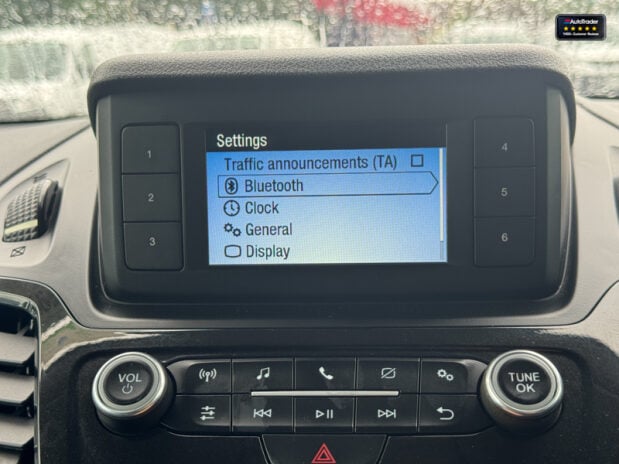 AutoTrader
Settings
Traffic announcements (TA)
Bluetooth
Clock
General
Display
1
2
3
4
5
6
VOL
TUNE
OK